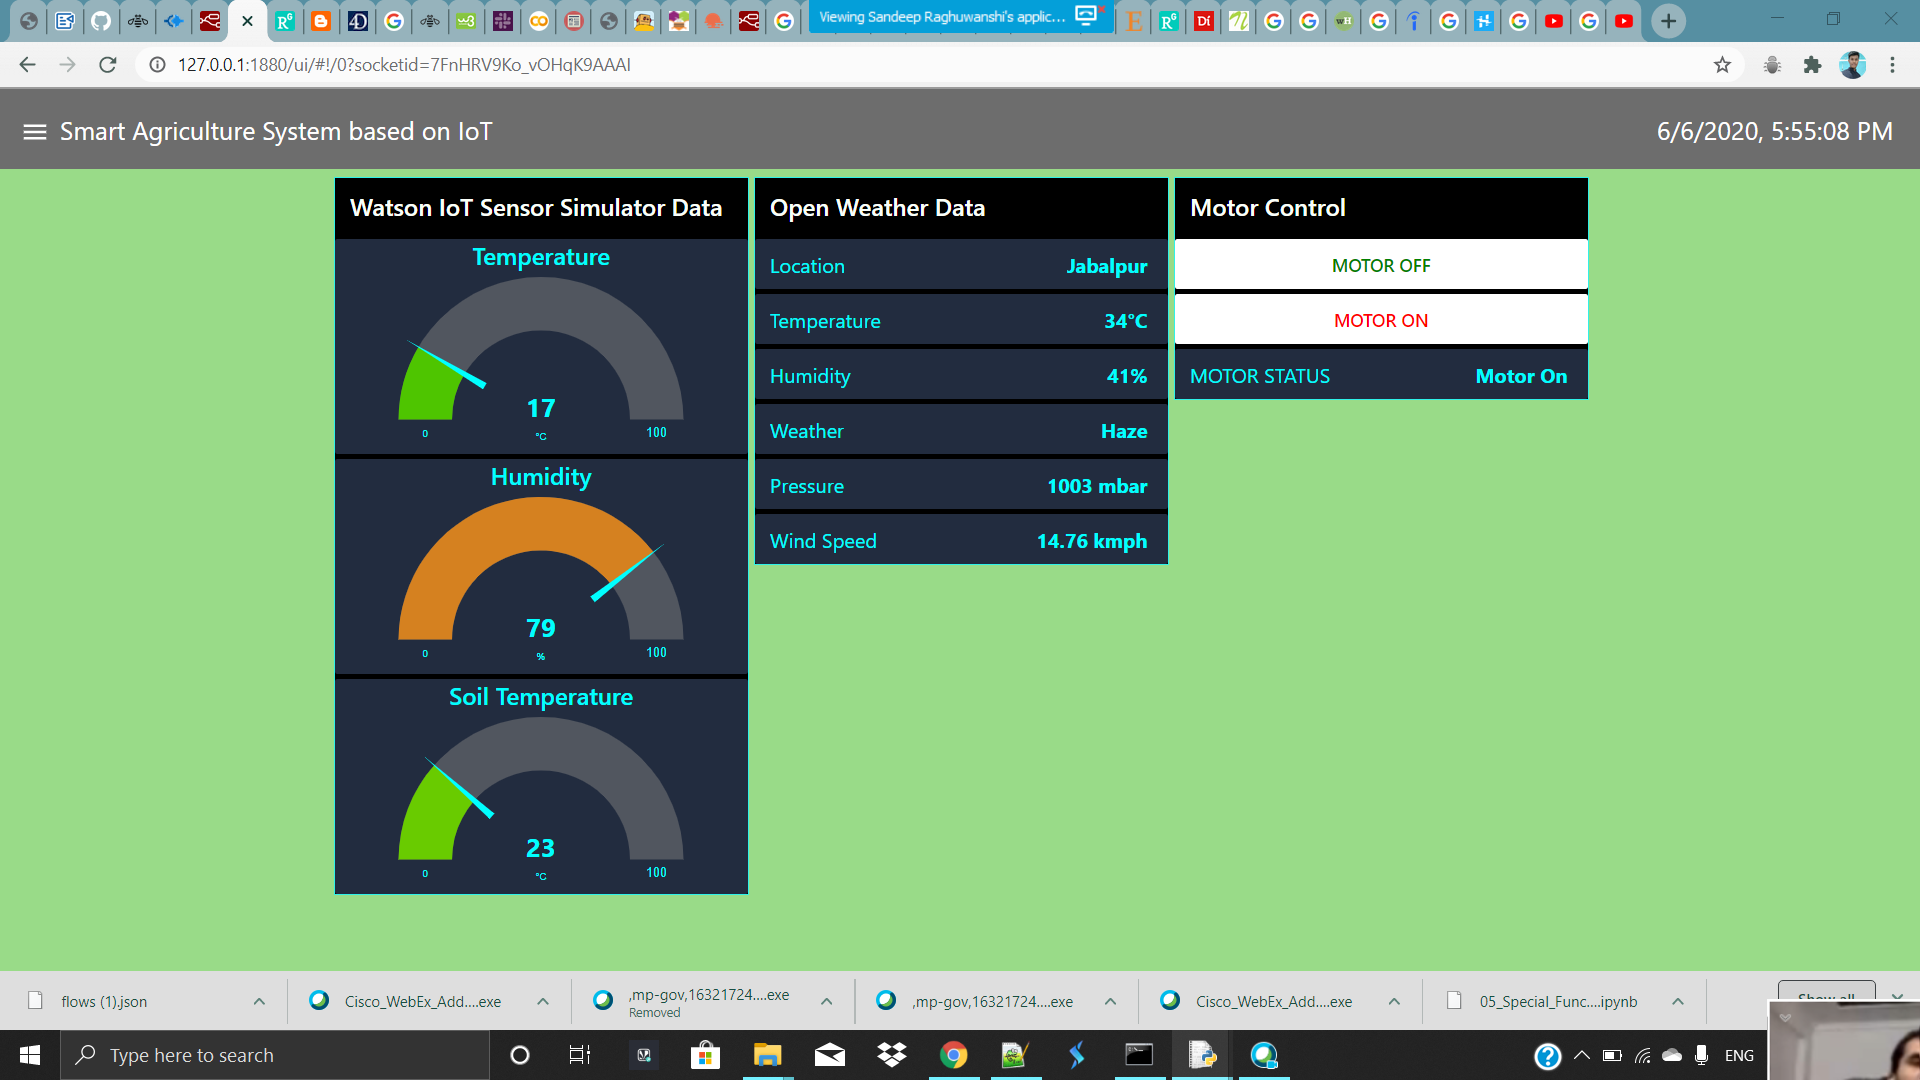 Viewing Sandeep Raghuwanshi's applic...
127.0.0.1:1880/ui/#!/0?socketid=7FnHRV9Ko_vOHqK9AAAI
Smart Agriculture System based on IoT
6/6/2020, 5:55:08 PM
Watson IoT Sensor Simulator Data
Temperature
17
°C
0
100
Humidity
79
%
0
100
Soil Temperature
23
°C
0
100
Open Weather Data
Location Jabalpur
Temperature 34°C
Humidity 41%
Weather Haze
Pressure 1003 mbar
Wind Speed 14.76 kmph
Motor Control
MOTOR OFF
MOTOR ON
MOTOR STATUS Motor On
flows (1).json
Cisco_WebEx_Add....exe
,mp-gov,16321724....exe
Removed
,mp-gov,16321724....exe
Cisco_WebEx_Add....exe
05_Special_Func....ipynb
Show all
Type here to search
ENG